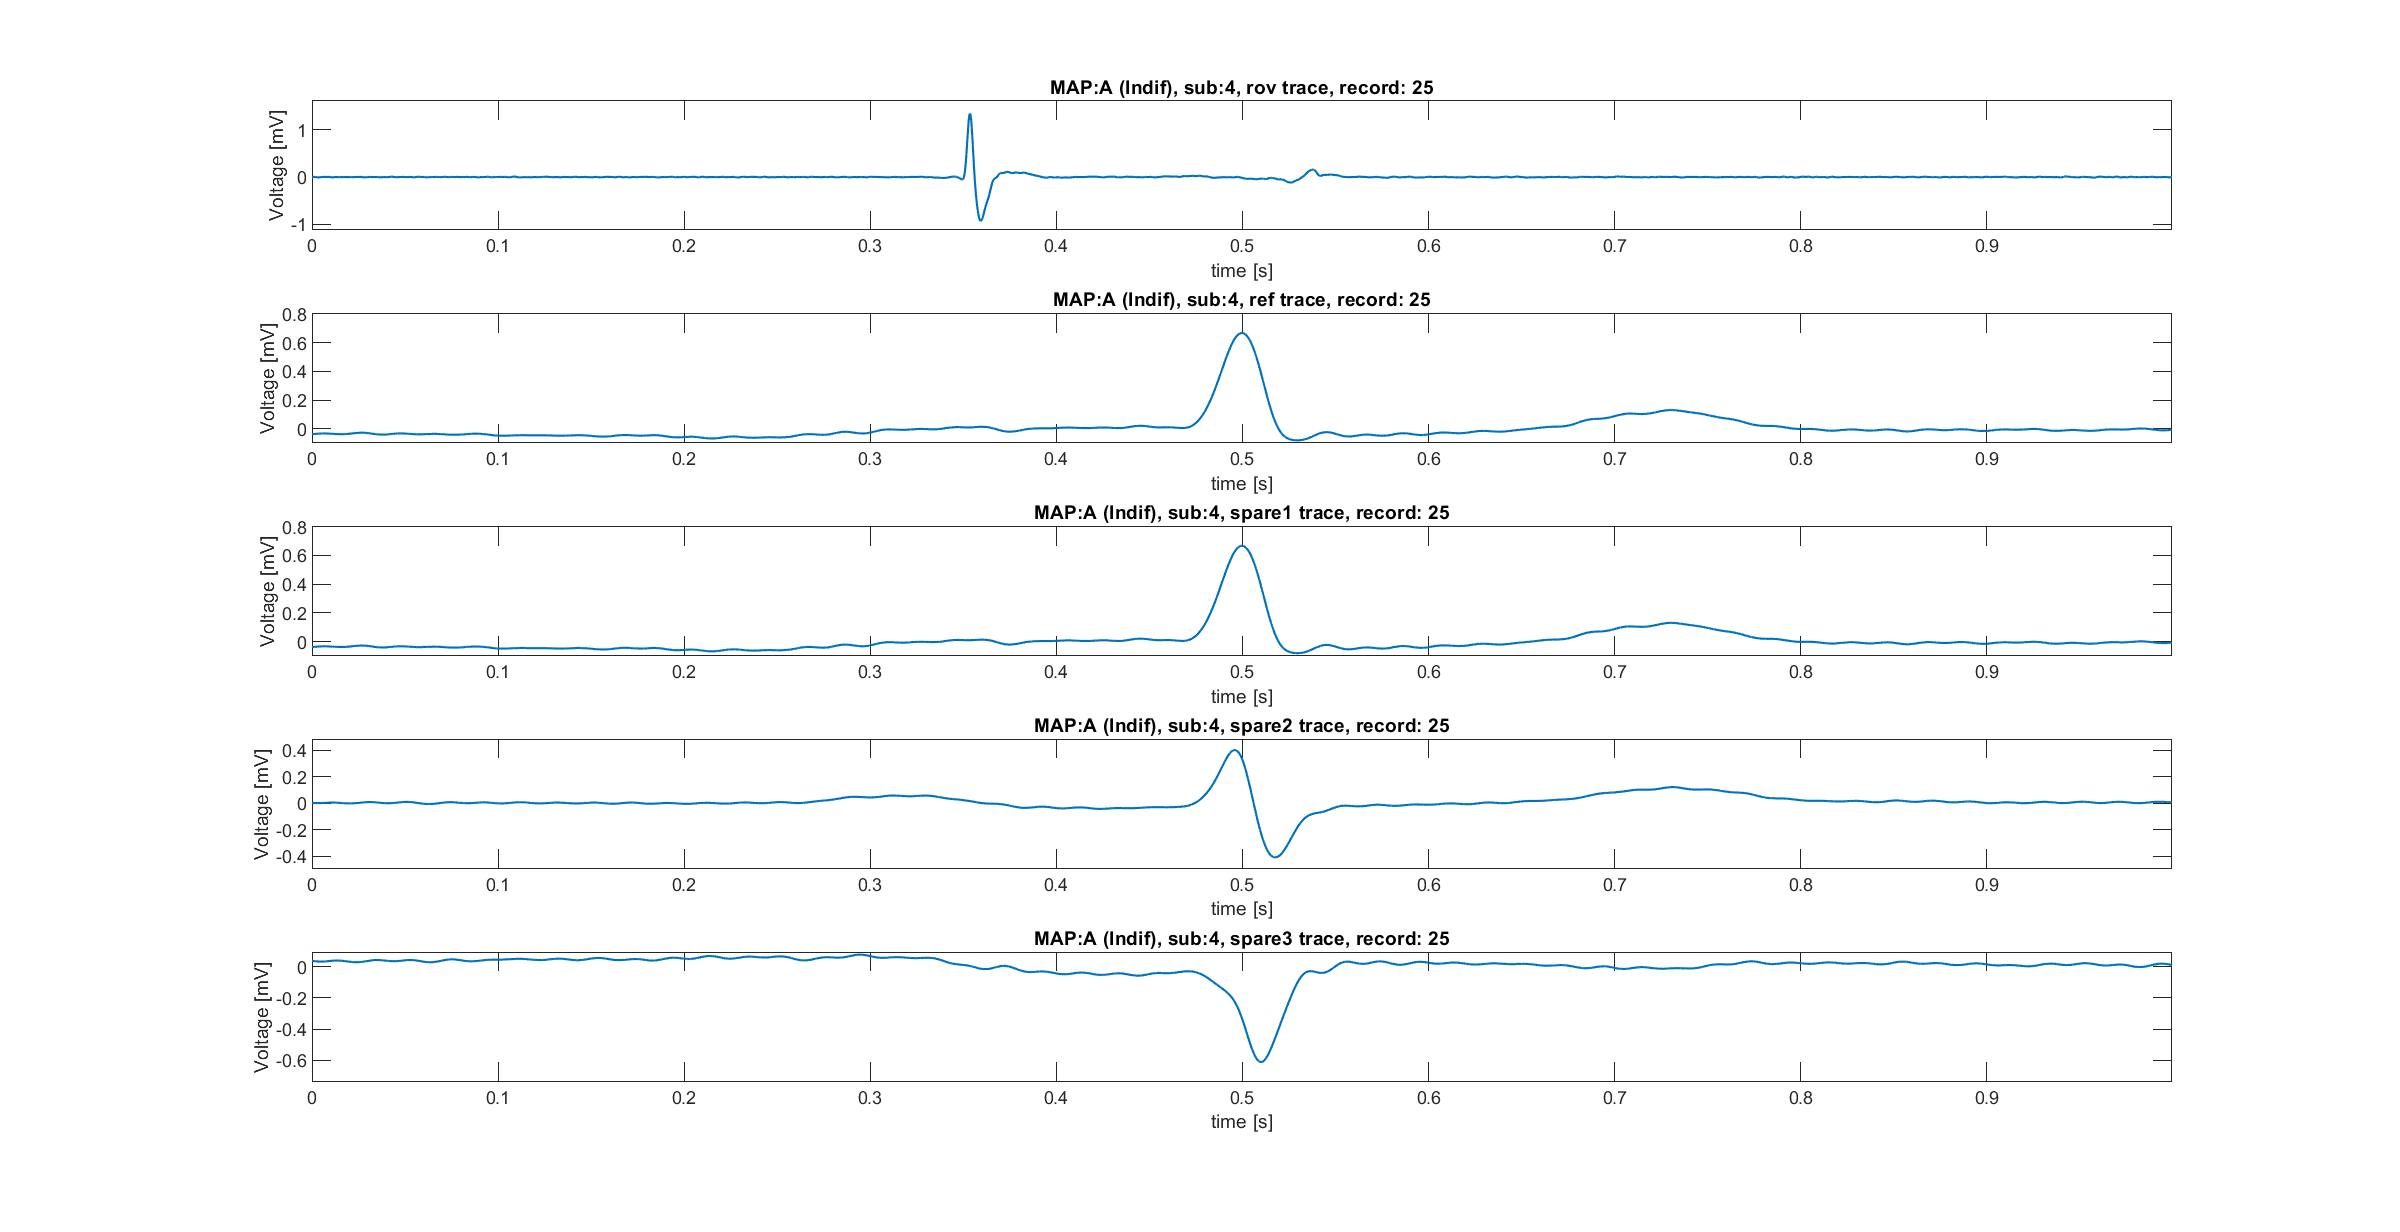 MAP:A (Indif), sub:4, rov trace, record: 25
Voltage [mV]
1
0
-1
0 0.1 0.2 0.3 0.4 0.5 0.6 0.7 0.8 0.9
time [s]
MAP:A (Indif), sub:4, ref trace, record: 25
Voltage [mV]
0.8
0.6
0.4
0.2
0
0 0.1 0.2 0.3 0.4 0.5 0.6 0.7 0.8 0.9
time [s]
MAP:A (Indif), sub:4, spare1 trace, record: 25
Voltage [mV]
0.8
0.6
0.4
0.2
0
0 0.1 0.2 0.3 0.4 0.5 0.6 0.7 0.8 0.9
time [s]
MAP:A (Indif), sub:4, spare2 trace, record: 25
Voltage [mV]
0.4
0.2
0
-0.2
-0.4
0 0.1 0.2 0.3 0.4 0.5 0.6 0.7 0.8 0.9
time [s]
MAP:A (Indif), sub:4, spare3 trace, record: 25
Voltage [mV]
0
-0.2
-0.4
-0.6
0 0.1 0.2 0.3 0.4 0.5 0.6 0.7 0.8 0.9
time [s]